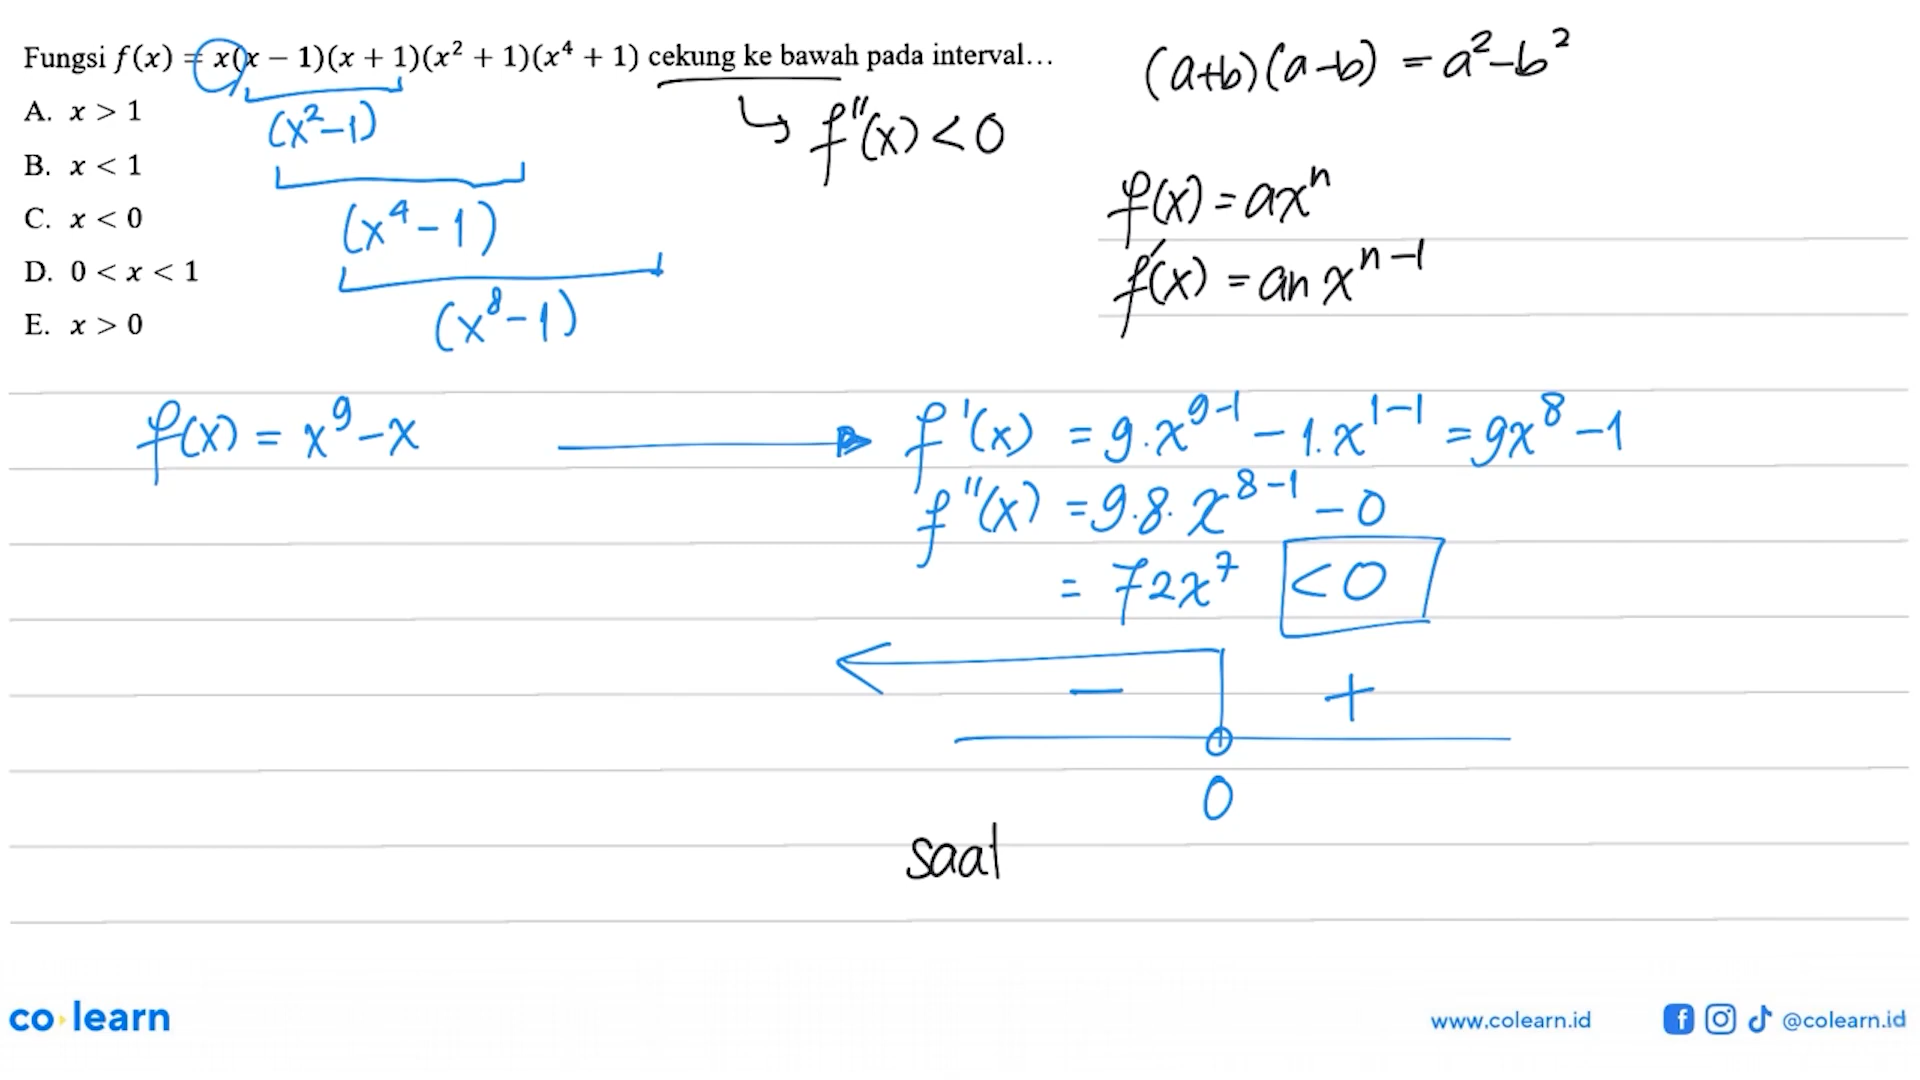 Fungsi f(x) = x(x − 1)(x + 1)(x² + 1)(x⁴ + 1) cekung ke bawah pada interval...
A. x > 1
B. x < 1
C. x < 0
D. 0 < x < 1
E. x > 0
(x²−1)
(x⁴−1)
(x⁸−1)
↳ f''(x) < 0
(a+b)(a−b) = a²−b²
f(x) = axⁿ
f'(x) = an xⁿ⁻¹
f(x) = x⁹−x
f'(x) = 9.x⁹⁻¹ − 1.x¹⁻¹ = 9x⁸−1
f''(x) = 9.8.x⁸⁻¹ − 0
= 72x⁷ < 0
− +
0
saat
co learn
www.colearn.id @colearn.id